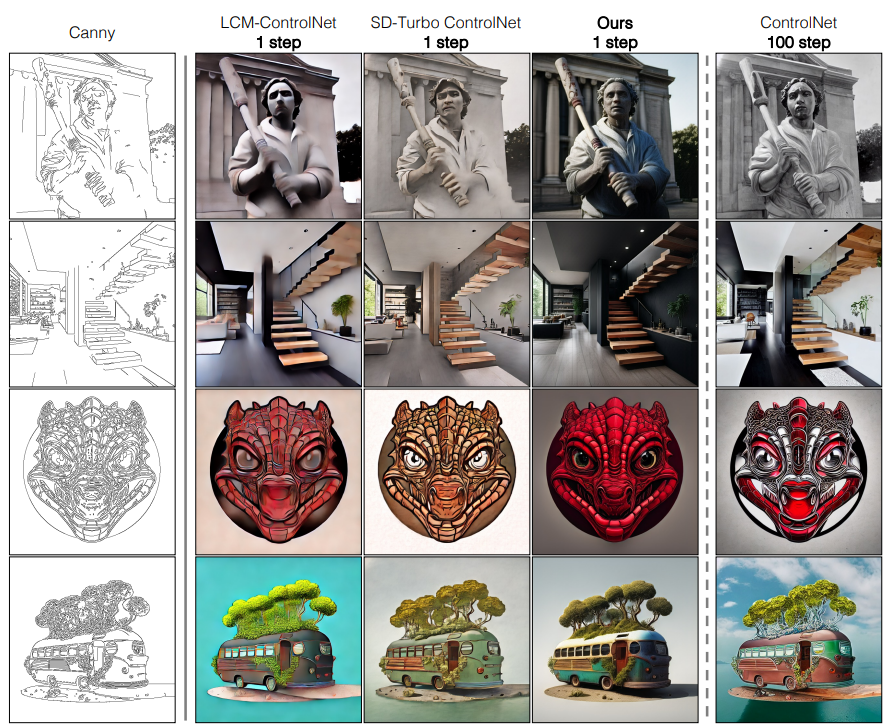 Canny
LCM-ControlNet
1 step
SD-Turbo ControlNet
1 step
Ours
1 step
ControlNet
100 step